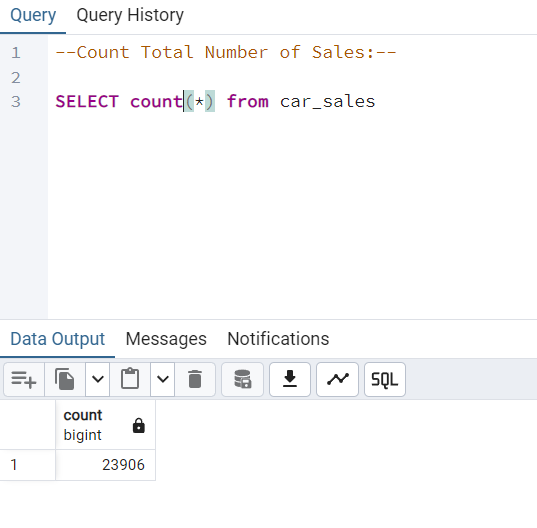 Query Query History
1 --Count Total Number of Sales:--
2
3 SELECT count(*) from car_sales
Data Output Messages Notifications
SQL
count
bigint
1 23906